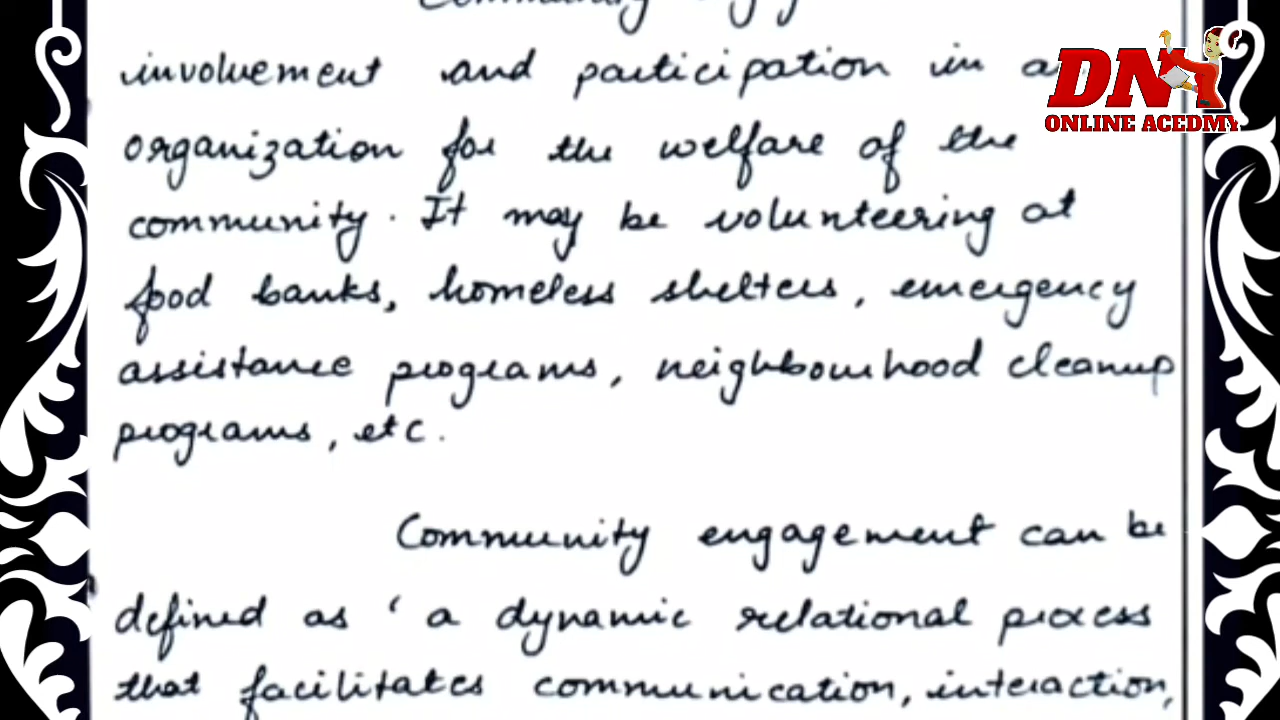 Community
involvement and participation in
organization for the welfare of the
community. It may be volunteering at
food banks, homeless shelters, emergency
assistance programs, neighbourhood cleanup
programs, etc.
Community engagement can be
defined as ‘ a dynamic relational process
that facilitates communication, interaction,
DNA
ONLINE ACEDMY